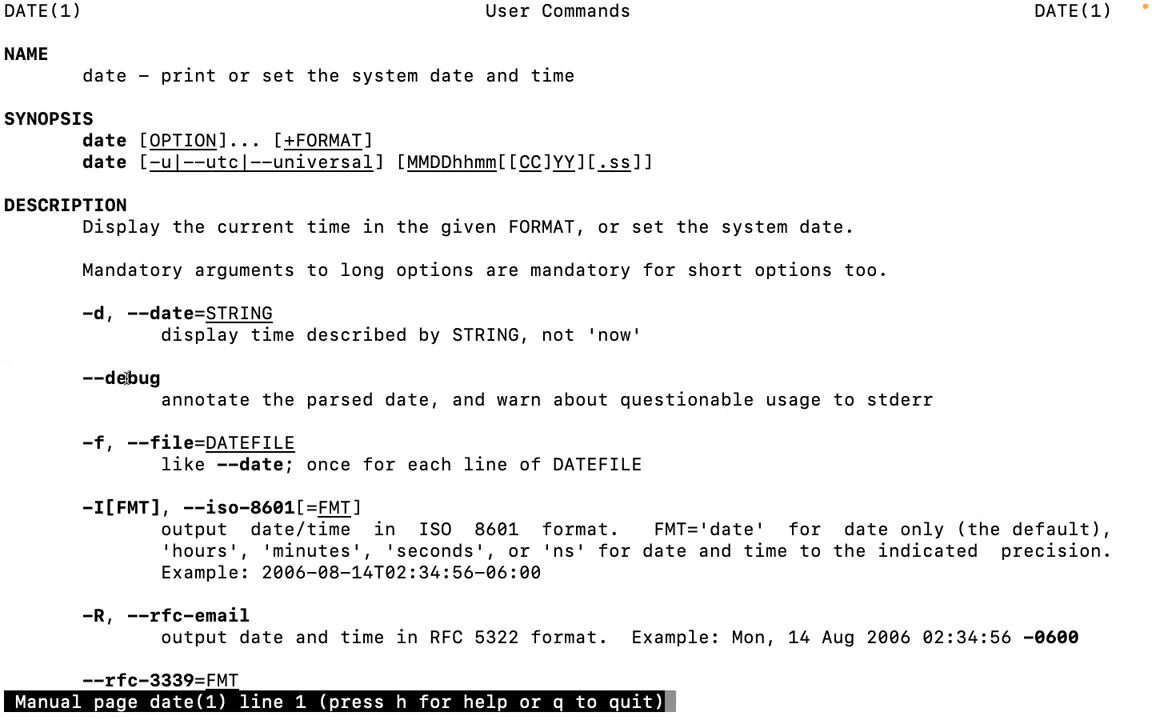 DATE(1) User Commands DATE(1)
NAME
date – print or set the system date and time
SYNOPSIS
date [OPTION]... [+FORMAT]
date [-u|--utc|--universal] [MMDDhhmm[[CC]YY][.ss]]
DESCRIPTION
Display the current time in the given FORMAT, or set the system date.
Mandatory arguments to long options are mandatory for short options too.
-d, --date=STRING
display time described by STRING, not 'now'
--debug
annotate the parsed date, and warn about questionable usage to stderr
-f, --file=DATEFILE
like --date; once for each line of DATEFILE
-I[FMT], --iso-8601[=FMT]
output date/time in ISO 8601 format. FMT='date' for date only (the default),
'hours', 'minutes', 'seconds', or 'ns' for date and time to the indicated precision.
Example: 2006-08-14T02:34:56-06:00
-R, --rfc-email
output date and time in RFC 5322 format. Example: Mon, 14 Aug 2006 02:34:56 -0600
--rfc-3339=FMT
Manual page date(1) line 1 (press h for help or q to quit)